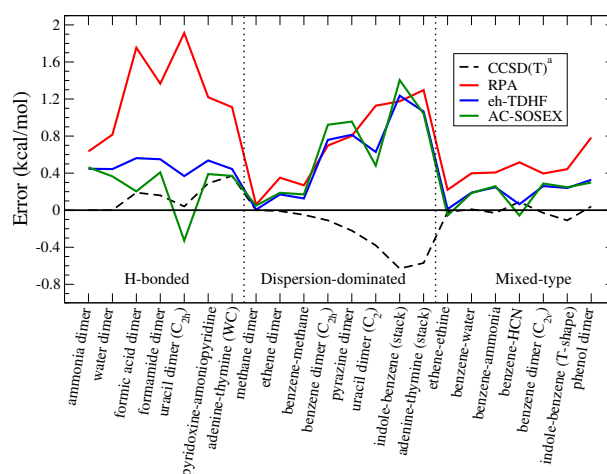 2
1.6
1.2
0.8
0.4
0
-0.4
-0.8
Error (kcal/mol)
CCSD(T)a
RPA
eh-TDHF
AC-SOSEX
H-bonded
Dispersion-dominated
Mixed-type
ammonia dimer
water dimer
formic acid dimer
formamide dimer
uracil dimer (C2h)
pyridoxine-amoniopyridine
adenine-thymine (WC)
methane dimer
ethene dimer
benzene-methane
benzene dimer (C2h)
pyrazine dimer
uracil dimer (C2)
indole-benzene (stack)
adenine-thymine (stack)
ethene-ethine
benzene-water
benzene-ammonia
benzene-HCN
benzene dimer (C2v)
indole-benzene (T-shape)
phenol dimer